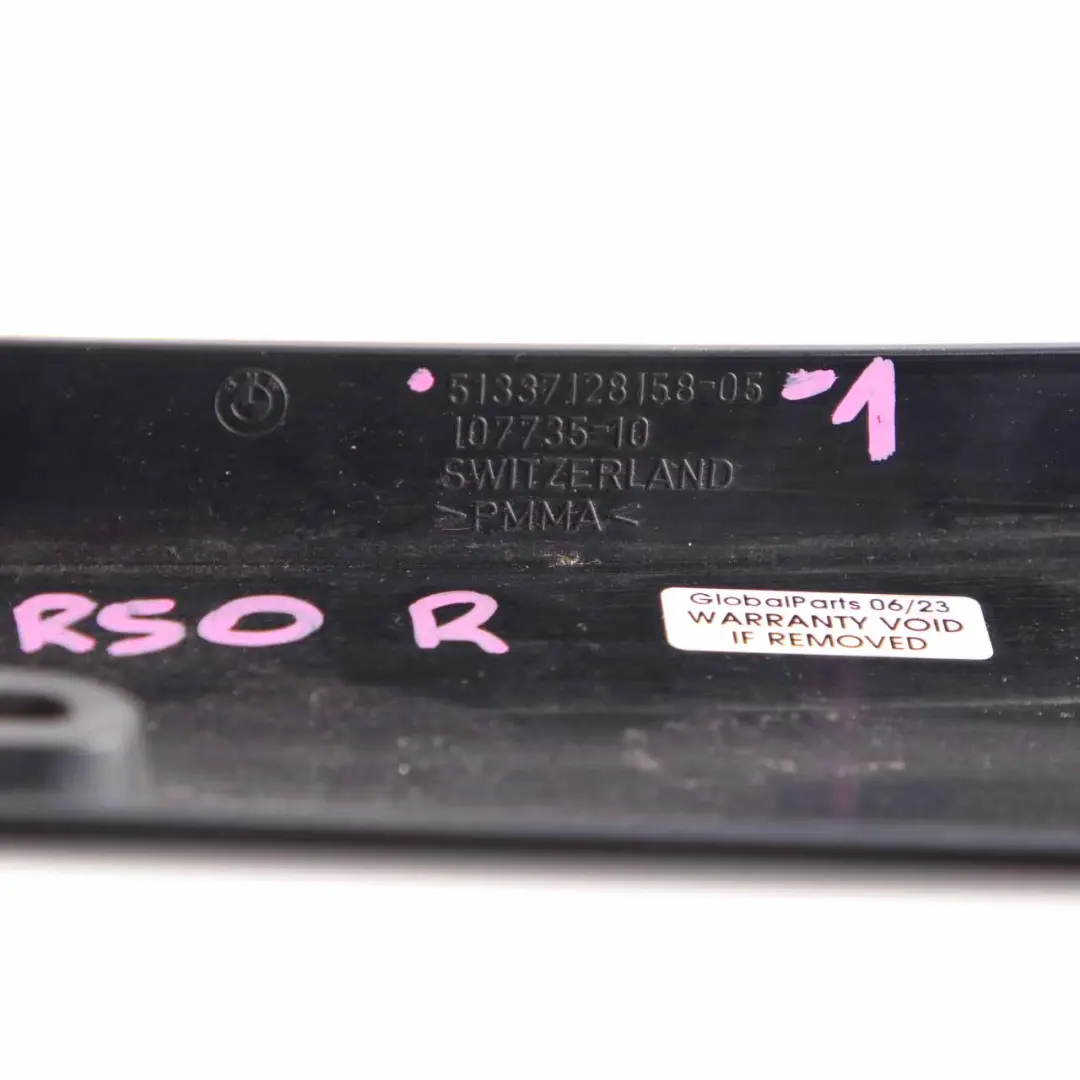 51337128158-05 -1
107735-10
SWITZERLAND
>PMMA<
RSO R
GlobalParts 06/23
WARRANTY VOID
IF REMOVED